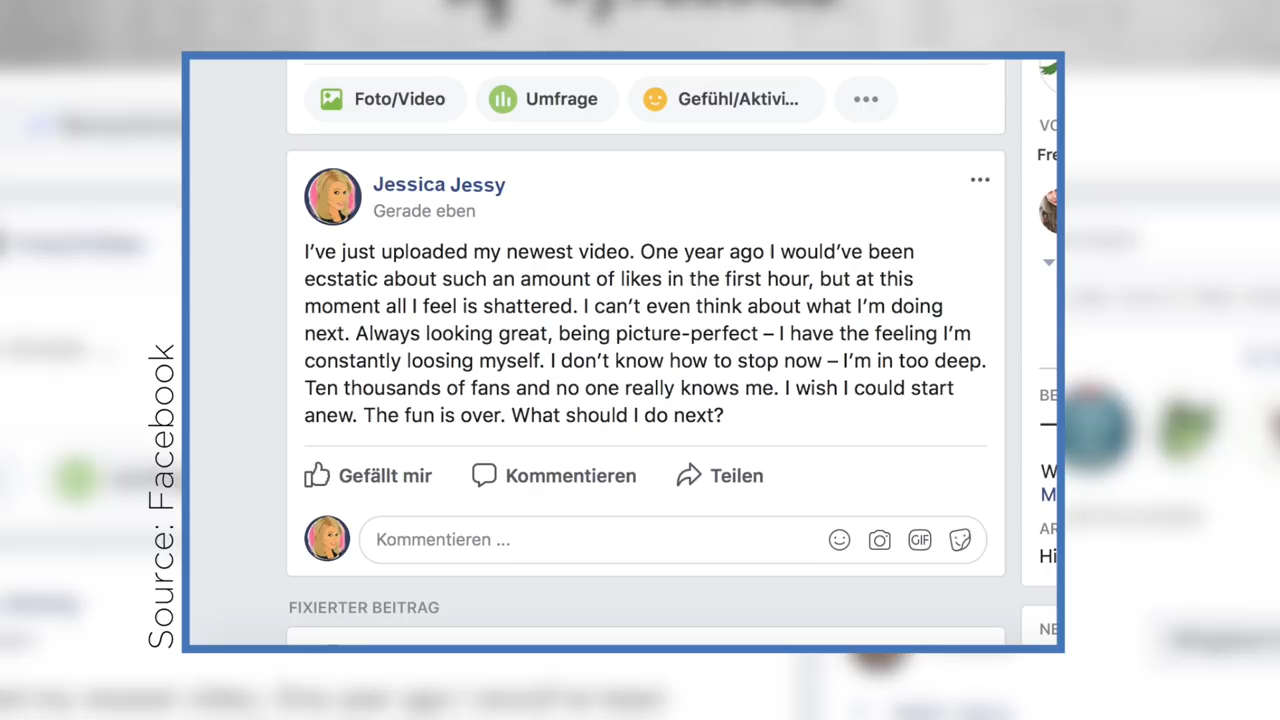 Foto/Video
Umfrage
Gefühl/Aktivi...
Jessica Jessy
Gerade eben
I’ve just uploaded my newest video. One year ago I would’ve been
ecstatic about such an amount of likes in the first hour, but at this
moment all I feel is shattered. I can’t even think about what I’m doing
next. Always looking great, being picture-perfect – I have the feeling I’m
constantly loosing myself. I don’t know how to stop now – I’m in too deep.
Ten thousands of fans and no one really knows me. I wish I could start
anew. The fun is over. What should I do next?
Gefällt mir
Kommentieren
Teilen
Kommentieren ...
GIF
FIXIERTER BEITRAG
VO
Fre
BE
W
M
AR
Hi
NE
Source: Facebook